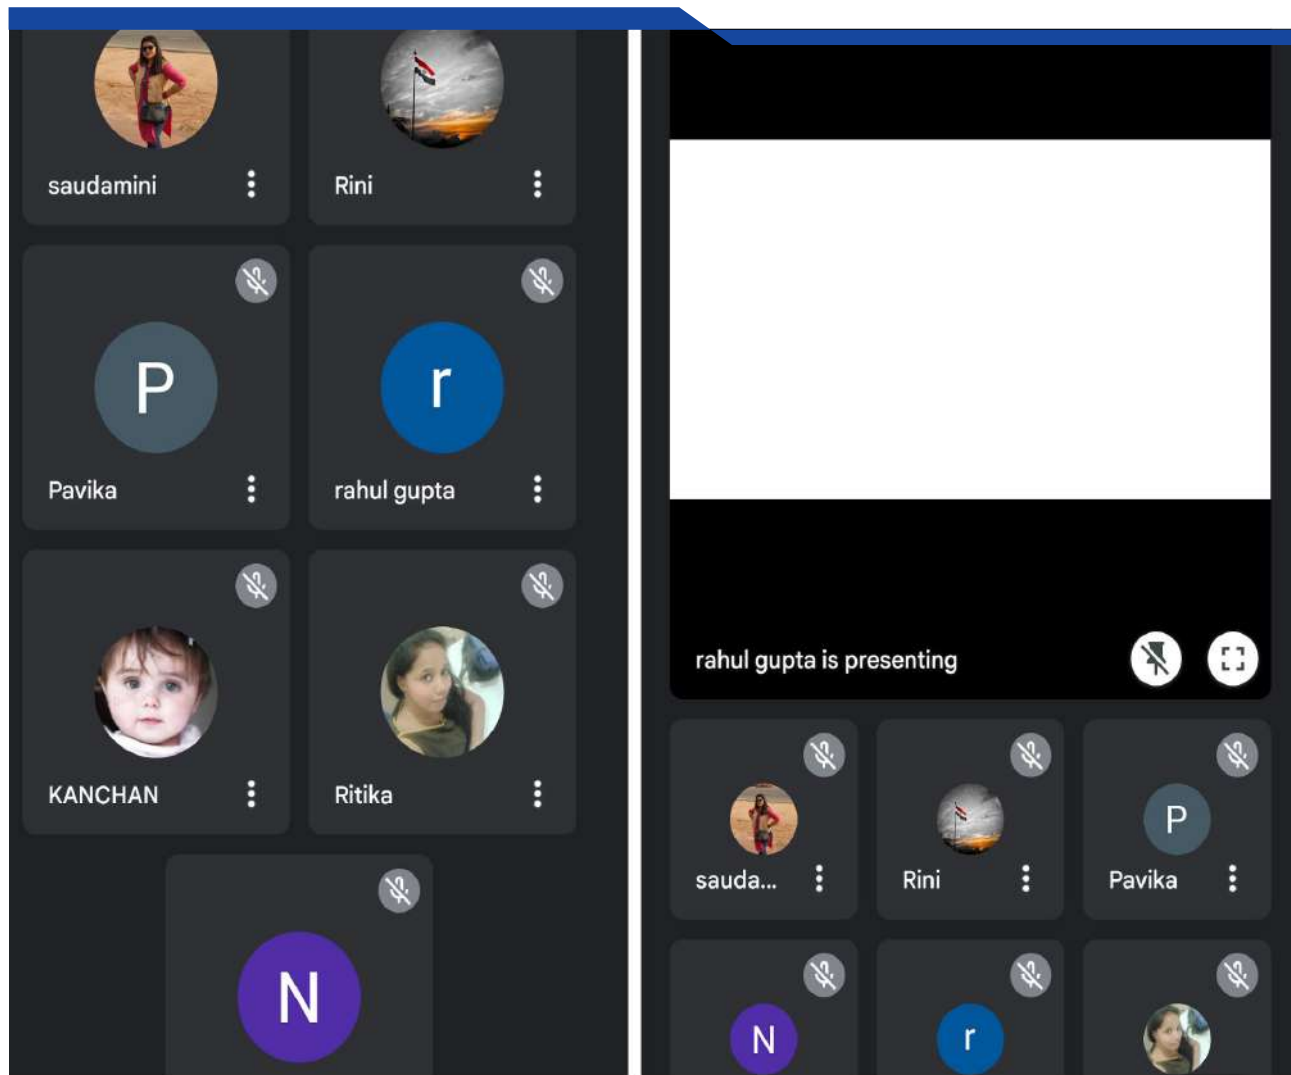 saudamini
Rini
P
r
Pavika
rahul gupta
KANCHAN
Ritika
N
rahul gupta is presenting
P
sauda...
Rini
Pavika
N
r